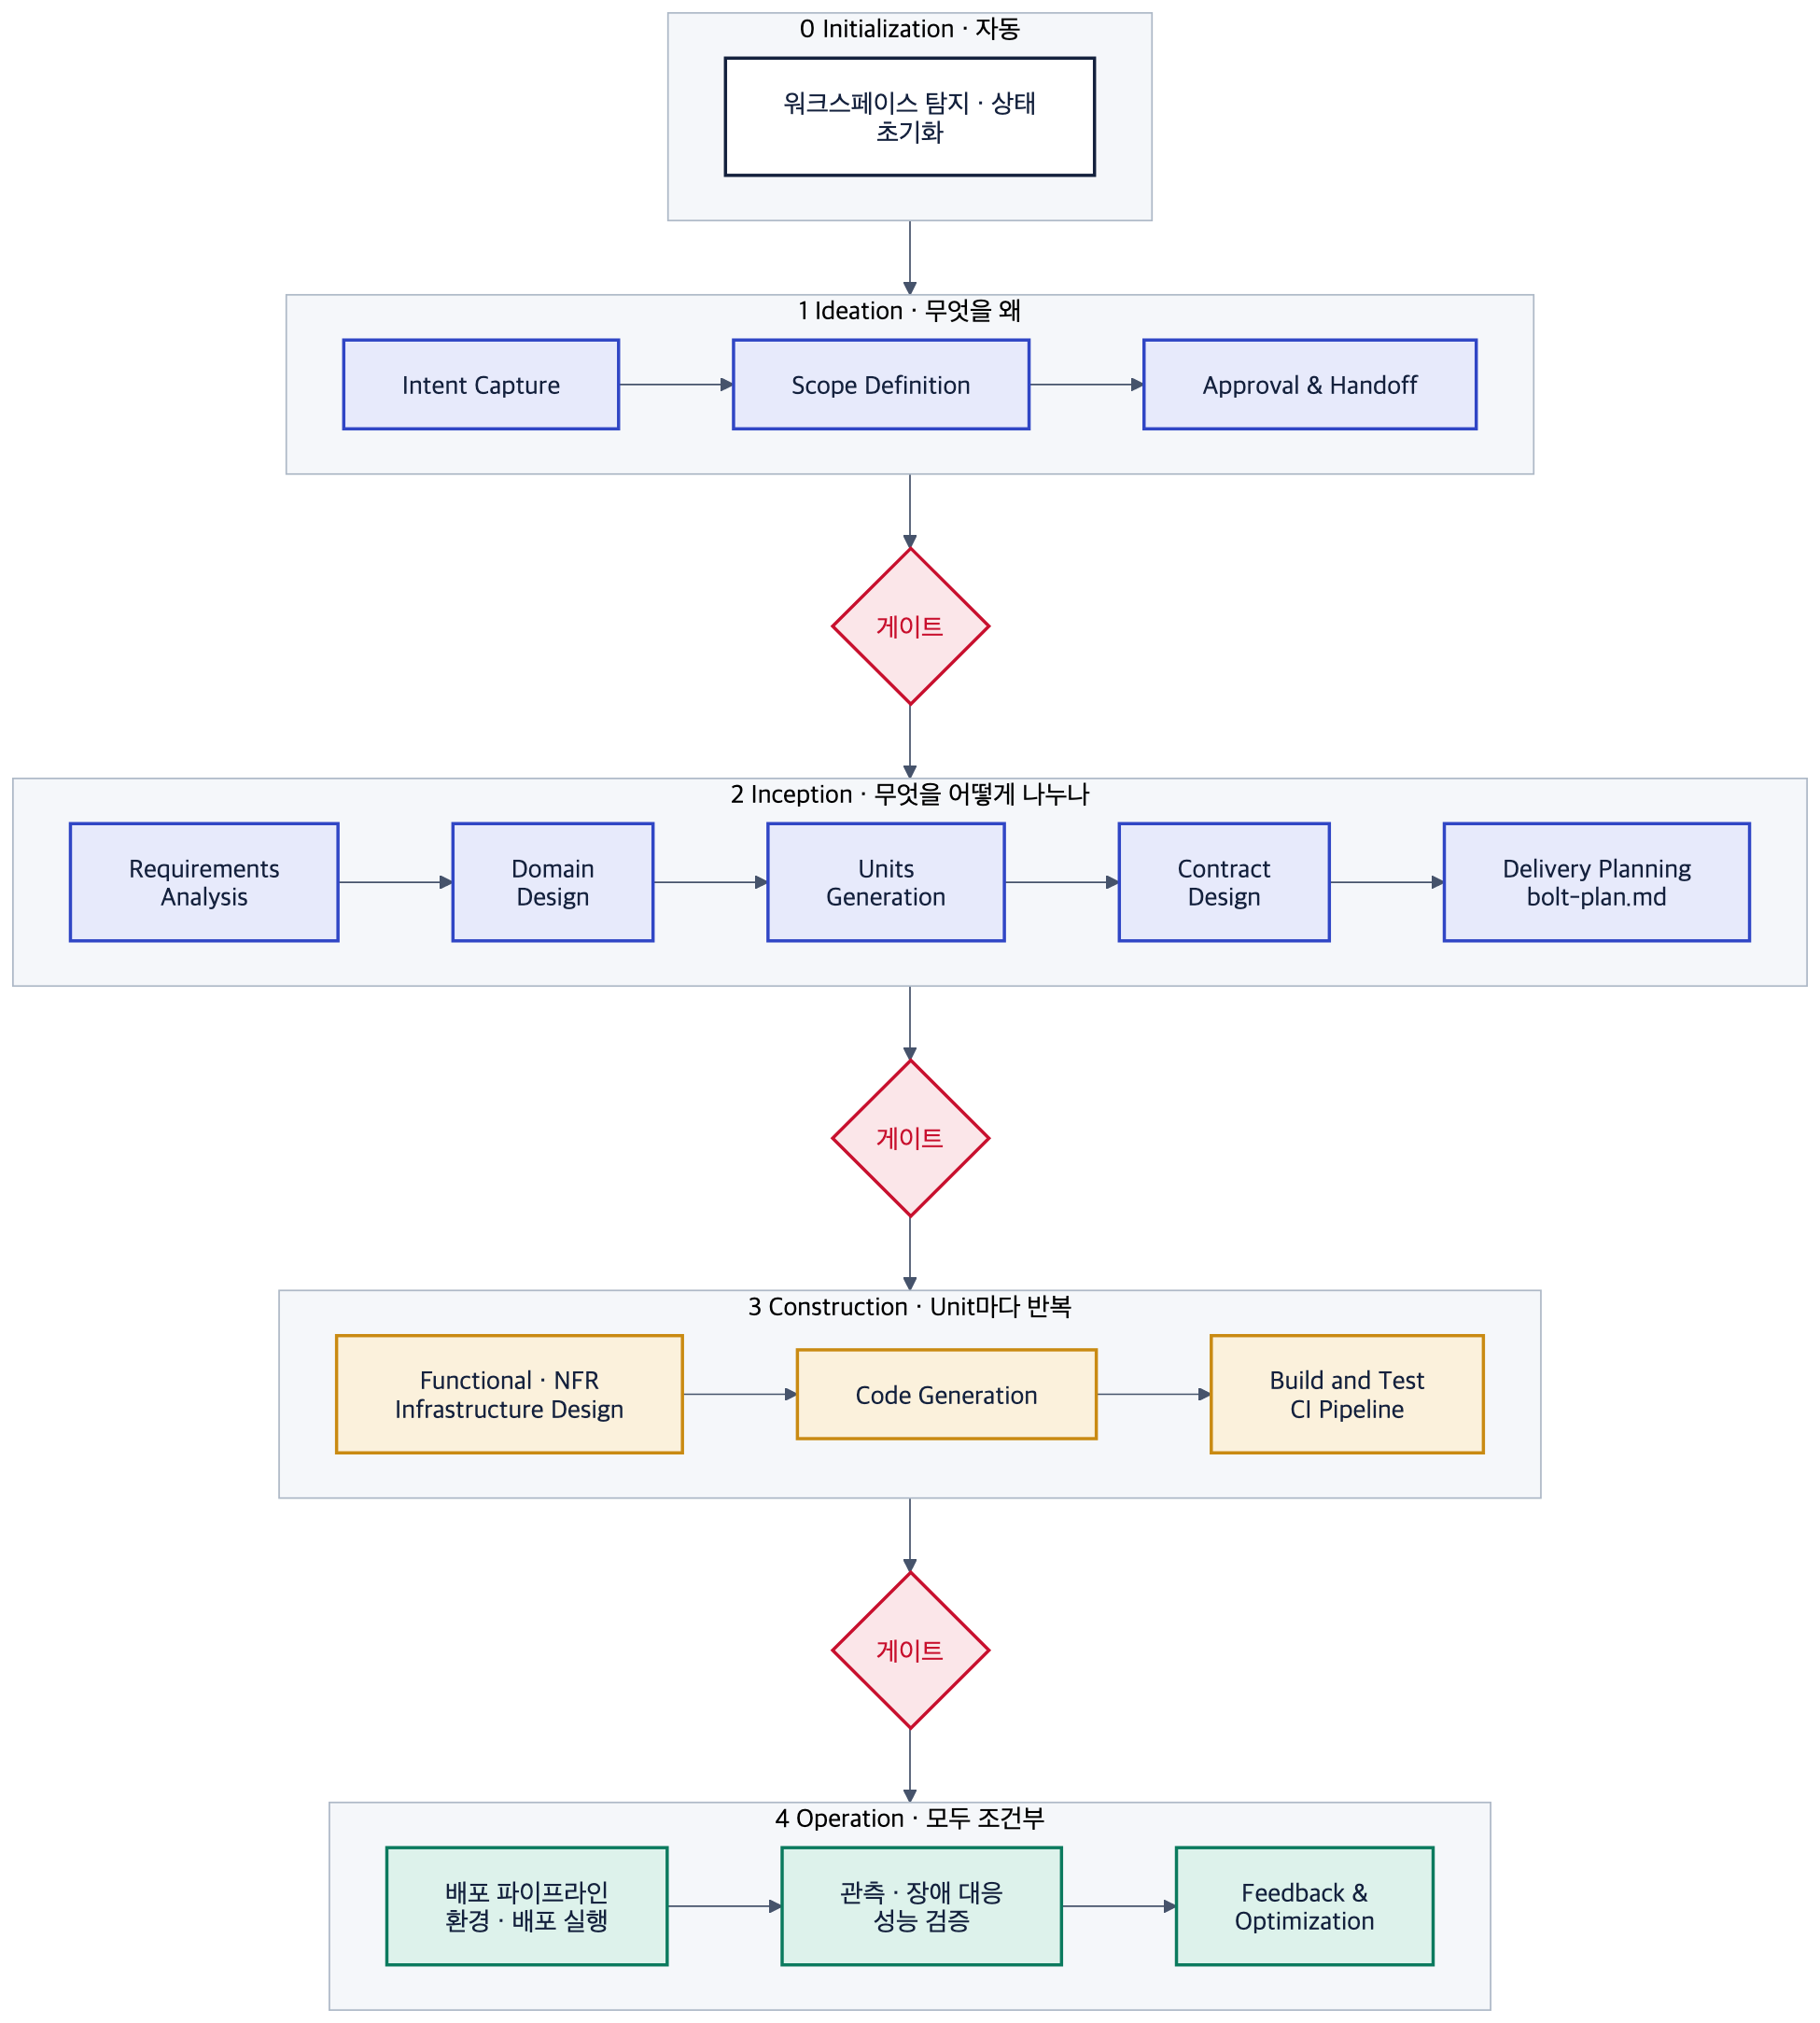 0 Initialization · 자동
워크스페이스 탐지 · 상태
초기화
1 Ideation · 무엇을 왜
Intent Capture
Scope Definition
Approval & Handoff
게이트
2 Inception · 무엇을 어떻게 나누나
Requirements
Analysis
Domain
Design
Units
Generation
Contract
Design
Delivery Planning
bolt-plan.md
게이트
3 Construction · Unit마다 반복
Functional · NFR
Infrastructure Design
Code Generation
Build and Test
CI Pipeline
게이트
4 Operation · 모두 조건부
배포 파이프라인
환경 · 배포 실행
관측 · 장애 대응
성능 검증
Feedback &
Optimization